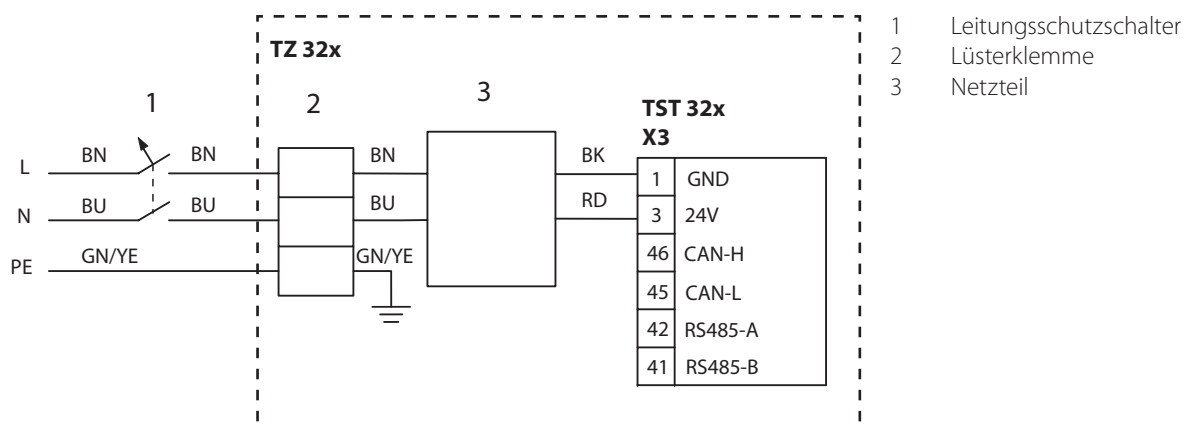 TZ 32x
1 Leitungsschutzschalter
2 Lüsterklemme
3 Netzteil
1
2
3
TST 32x
X3
L BN BN BN BK 1 GND
N BU BU BU RD 3 24V
PE GN/YE GN/YE 46 CAN-H
45 CAN-L
42 RS485-A
41 RS485-B